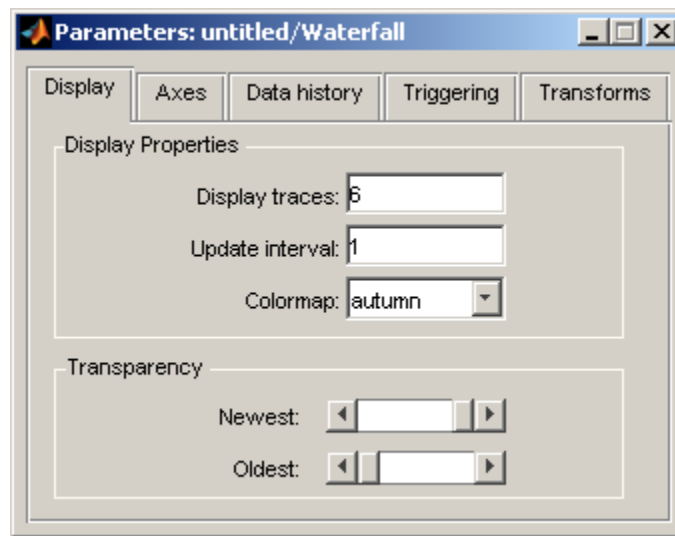 Parameters: untitled/Waterfall
Display Axes Data history Triggering Transforms
Display Properties
Display traces: 6
Update interval: 1
Colormap: autumn
Transparency
Newest:
Oldest: